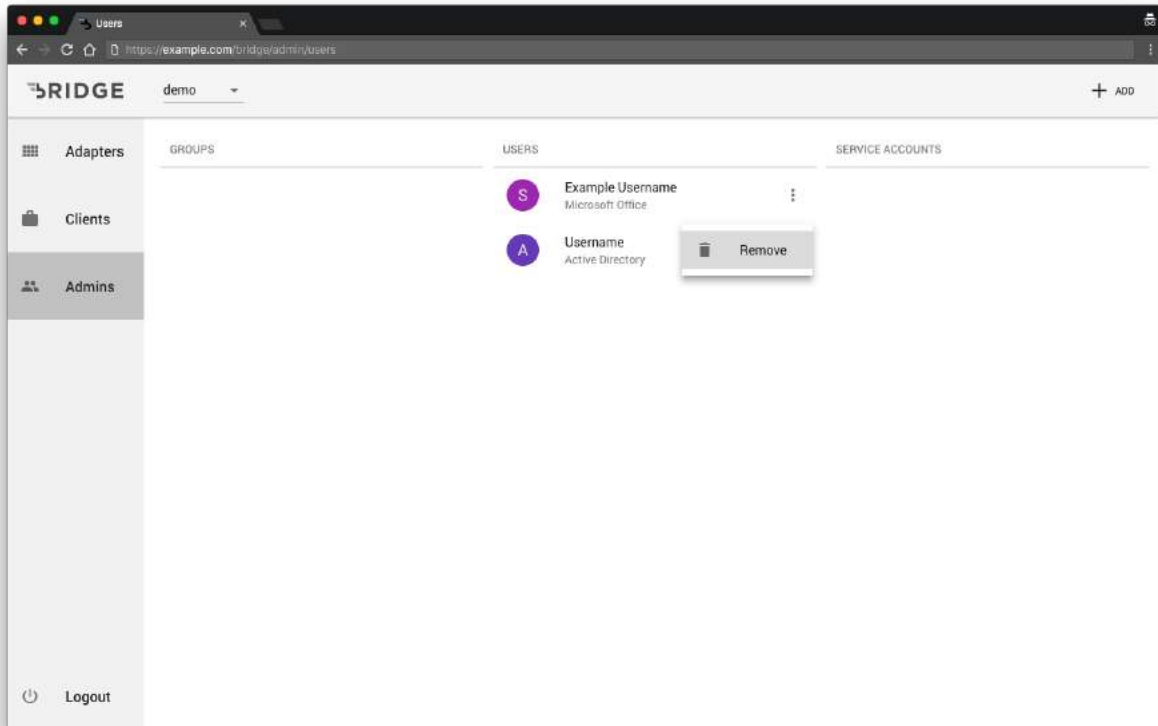 Users
https://example.com/bridge/admin/users
BRIDGE
demo
ADD
Adapters
Clients
Admins
Logout
GROUPS
USERS
S
Example Username
Microsoft Office
A
Username
Active Directory
Remove
SERVICE ACCOUNTS